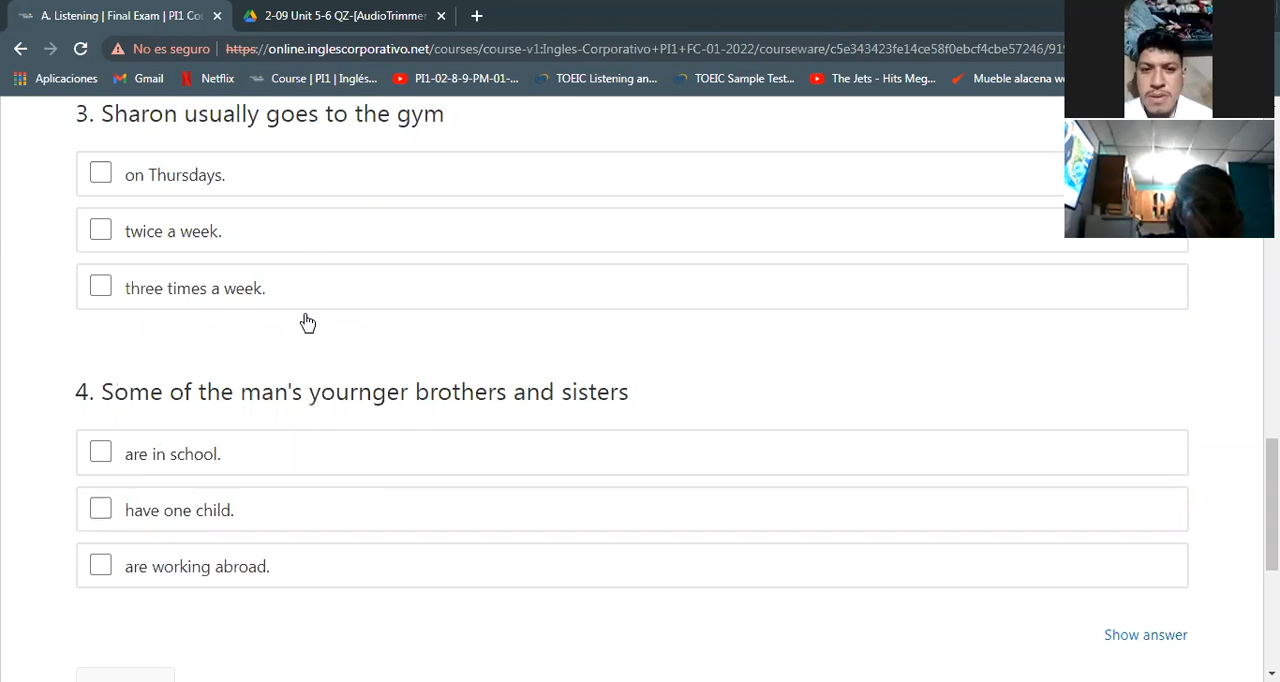 A. Listening | Final Exam | PI1 Co
2-09 Unit 5-6 QZ-[AudioTrimmer
No es seguro
https://online.inglescorporativo.net/courses/course-v1:Ingles-Corporativo+PI1+FC-01-2022/courseware/c5e343423fe14ce58f0ebcf4cbe57246/91
Aplicaciones
Gmail
Netflix
Course | PI1 | Inglés...
PI1-02-8-9-PM-01-...
TOEIC Listening an...
TOEIC Sample Test...
The Jets - Hits Meg...
Mueble alacena w
3. Sharon usually goes to the gym
on Thursdays.
twice a week.
three times a week.
4. Some of the man's yournger brothers and sisters
are in school.
have one child.
are working abroad.
Show answer